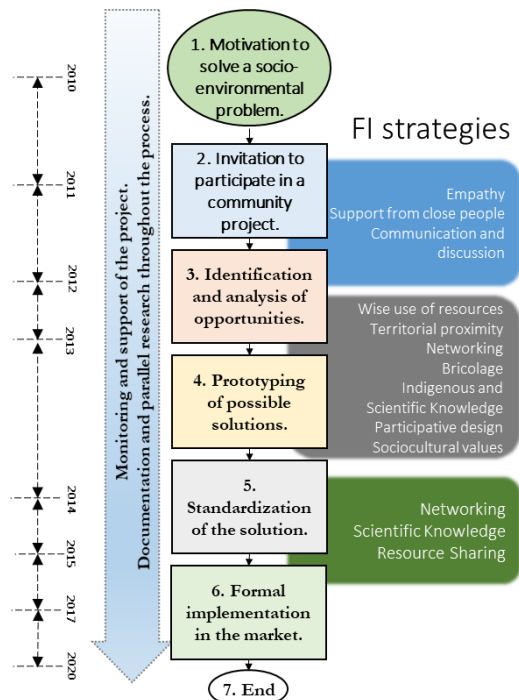 2010
2011
2012
2013
2014
2015
2017
2020
Monitoring and support of the project.
Documentation and parallel research throughout the process.
1. Motivation to
solve a socio-
environmental
problem.
2. Invitation to
participate in a
community
project.
3. Identification
and analysis of
opportunities.
4. Prototyping
of possible
solutions.
5.
Standardization
of the solution.
6. Formal
implementation
in the market.
7. End
FI strategies
Empathy
Support from close people
Communication and
discussion
Wise use of resources
Territorial proximity
Networking
Bricolage
Indigenous and
Scientific Knowledge
Participative design
Sociocultural values
Networking
Scientific Knowledge
Resource Sharing